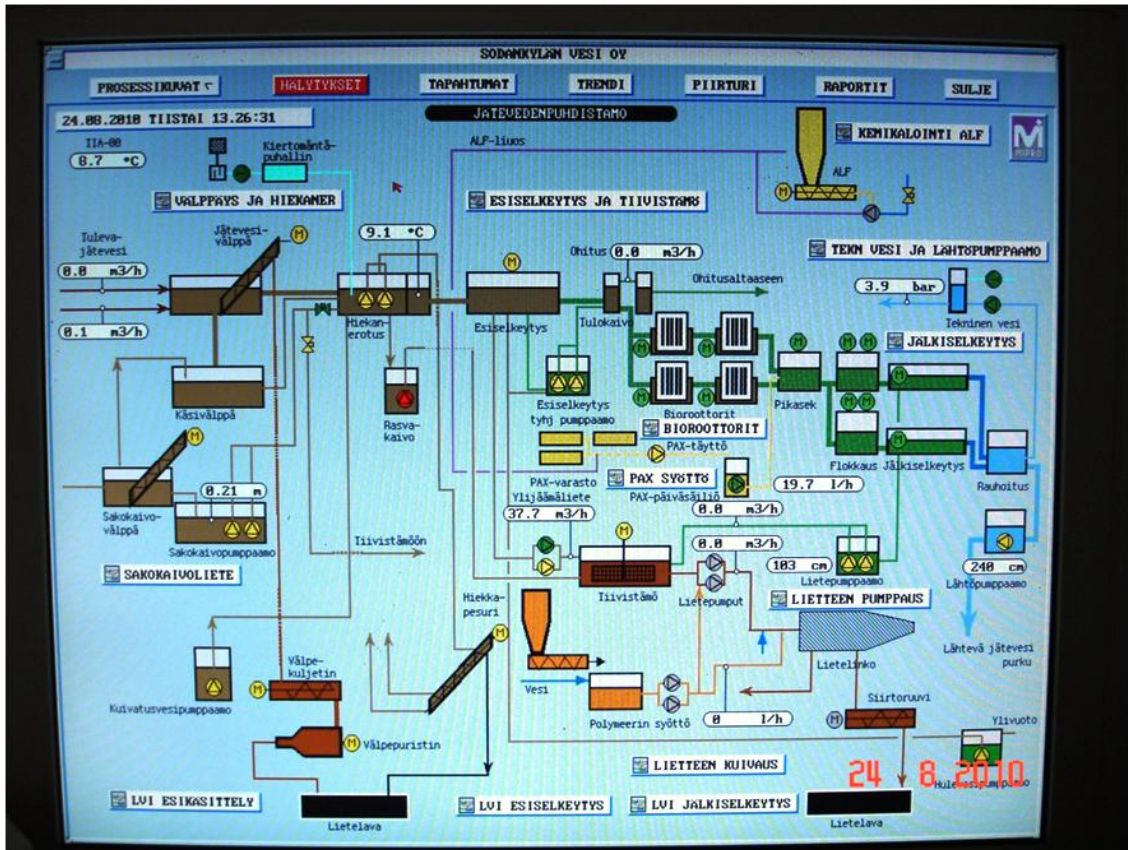 SODANKYLÄN VESI OY
PROSESSIKUVAT
HÄLYTYKSET
TAPAHTUMAT
TRENDI
PIIRTURI
RAPORTIT
SULJE
24.08.2010 TIISTAI 13.26:31
JÄTEVEDENPUHDISTAMO
TIA-00
8.7 °C
Kiertomäntä-
puhallin
ALF-liuos
KEMIKALOINTI ALF
MIPRO
ALF
M
VÄLPPÄYS JA HIEKANER
ESISELKEYTYS JA TIIVISTÄMÖ
Tuleva-
jätevesi
Jätevesi-
välppä
M
9.1 °C
M
Ohitus
0.0 m3/h
TEKN VESI JA LÄHTÖPUMPPAAMO
0.0 m3/h
Ohitusaltaaseen
3.9 bar
0.1 m3/h
Hiekan-
erotus
Esiselkeytys
Tulokaivo
Tekninen vesi
M
M
M
M M
JÄLKISELKEYTYS
Käsivälppä
Rasva-
kaivo
Esiselkeytys
tyhj pumppaamo
M
M
Bioroottorit
BIOROOTTORIT
Pikasek
M M
M
M
Flokkaus
Jälkiselkeytys
M
PAX-täyttö
Rauhoitus
Sakokaivo-
välppä
0.21 m
Sakokaivopumppaamo
PAX-varasto
PAX SYÖTTÖ
PAX-päiväsäiliö
19.7 l/h
Ylijäämäliete
37.7 m3/h
0.0 m3/h
Tiivistämöön
M
0.0 m3/h
SAKOKAIVOLIETE
Tiivistämö
Lietepumput
103 cm
Lietepumppaamo
240 cm
Lähtöpumppaamo
Hiekka-
pesuri
M
LIETTEEN PUMPPAUS
Lähtevä jätevesi
purku
Välpe-
kuljetin
M
Kuivatusvesipumppaamo
Vesi
Polymeerin syöttö
Lietelinko
Siirtoruuvi
M
0 l/h
M
Välpepuristin
Ylivuoto
LIETTEEN KUIVAUS
24 8 2010
LVI ESIKÄSITTELY
Lietelava
LVI ESISELKEYTYS
LVI JÄLKISELKEYTYS
Lietelava